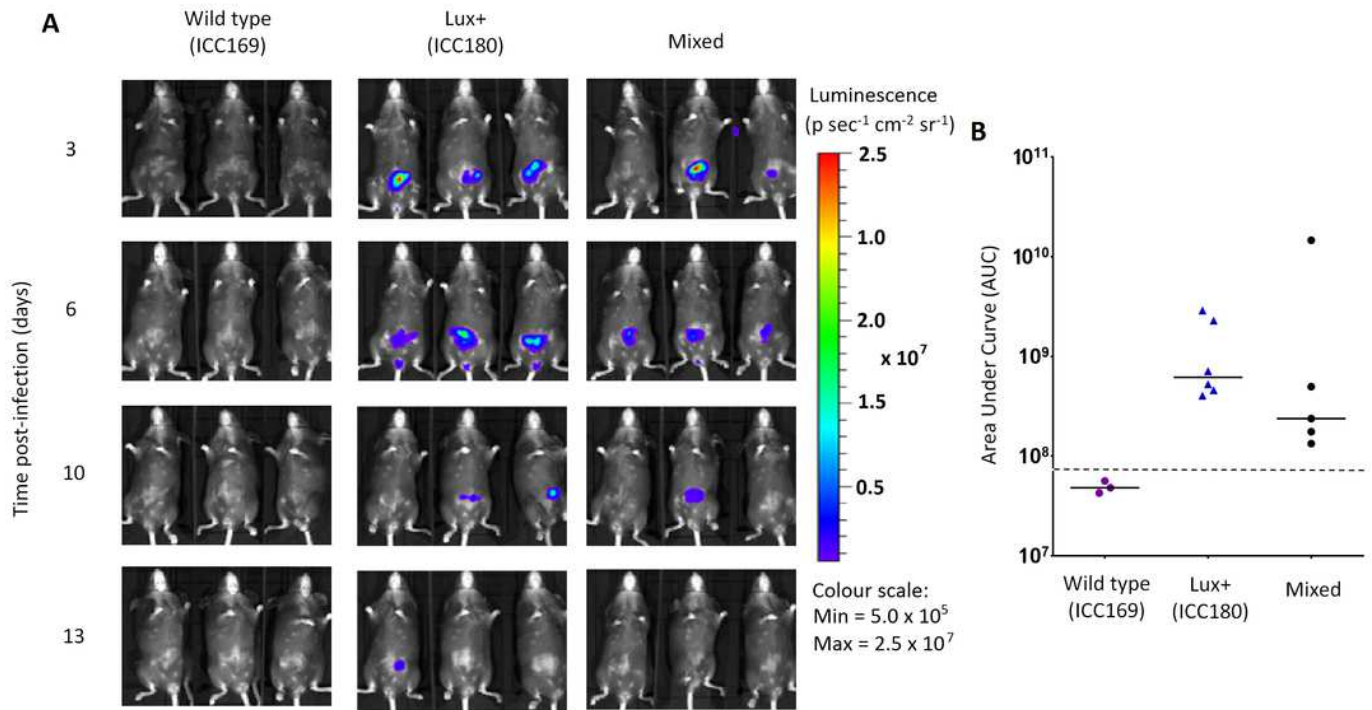 A
Wild type
(ICC169)
Lux+
(ICC180)
Mixed
Time post-infection (days)
3
6
10
13
Luminescence
(p sec⁻¹ cm⁻² sr⁻¹)
2.5
1.0
2.0
x 10⁷
1.5
0.5
Colour scale:
Min = 5.0 x 10⁵
Max = 2.5 x 10⁷
B
Area Under Curve (AUC)
10¹¹
10¹⁰
10⁹
10⁸
10⁷
Wild type
(ICC169)
Lux+
(ICC180)
Mixed